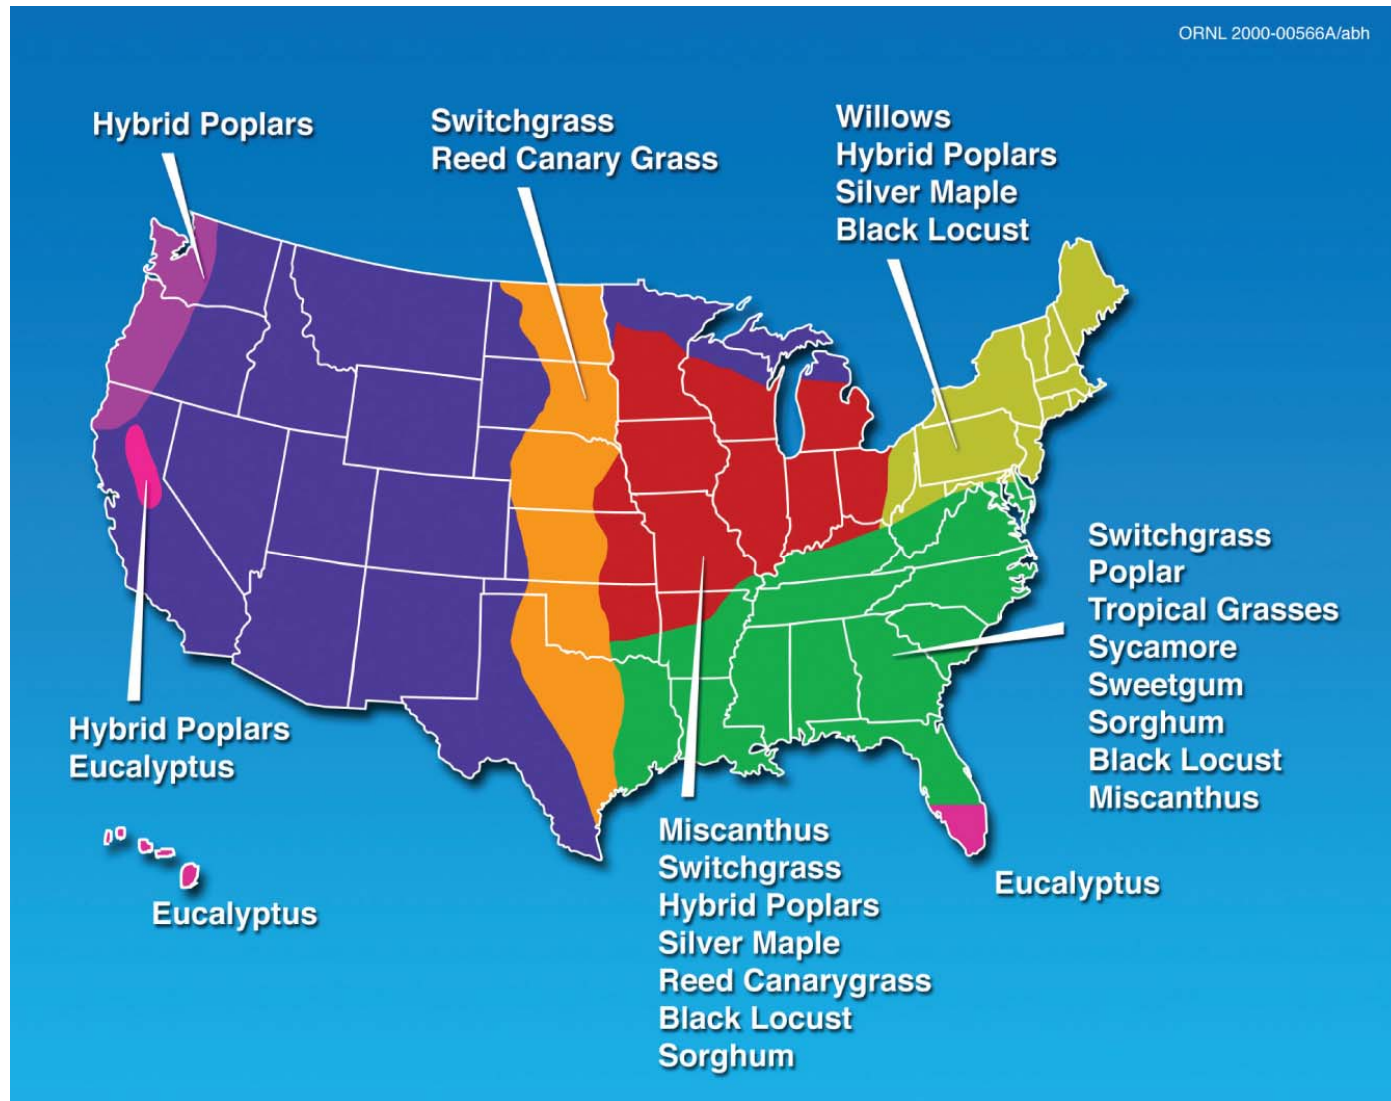 ORNL 2000-00566A/abh
Hybrid Poplars
Switchgrass
Reed Canary Grass
Willows
Hybrid Poplars
Silver Maple
Black Locust
Switchgrass
Poplar
Tropical Grasses
Sycamore
Sweetgum
Sorghum
Black Locust
Miscanthus
Hybrid Poplars
Eucalyptus
Eucalyptus
Miscanthus
Switchgrass
Hybrid Poplars
Silver Maple
Reed Canarygrass
Black Locust
Sorghum
Eucalyptus